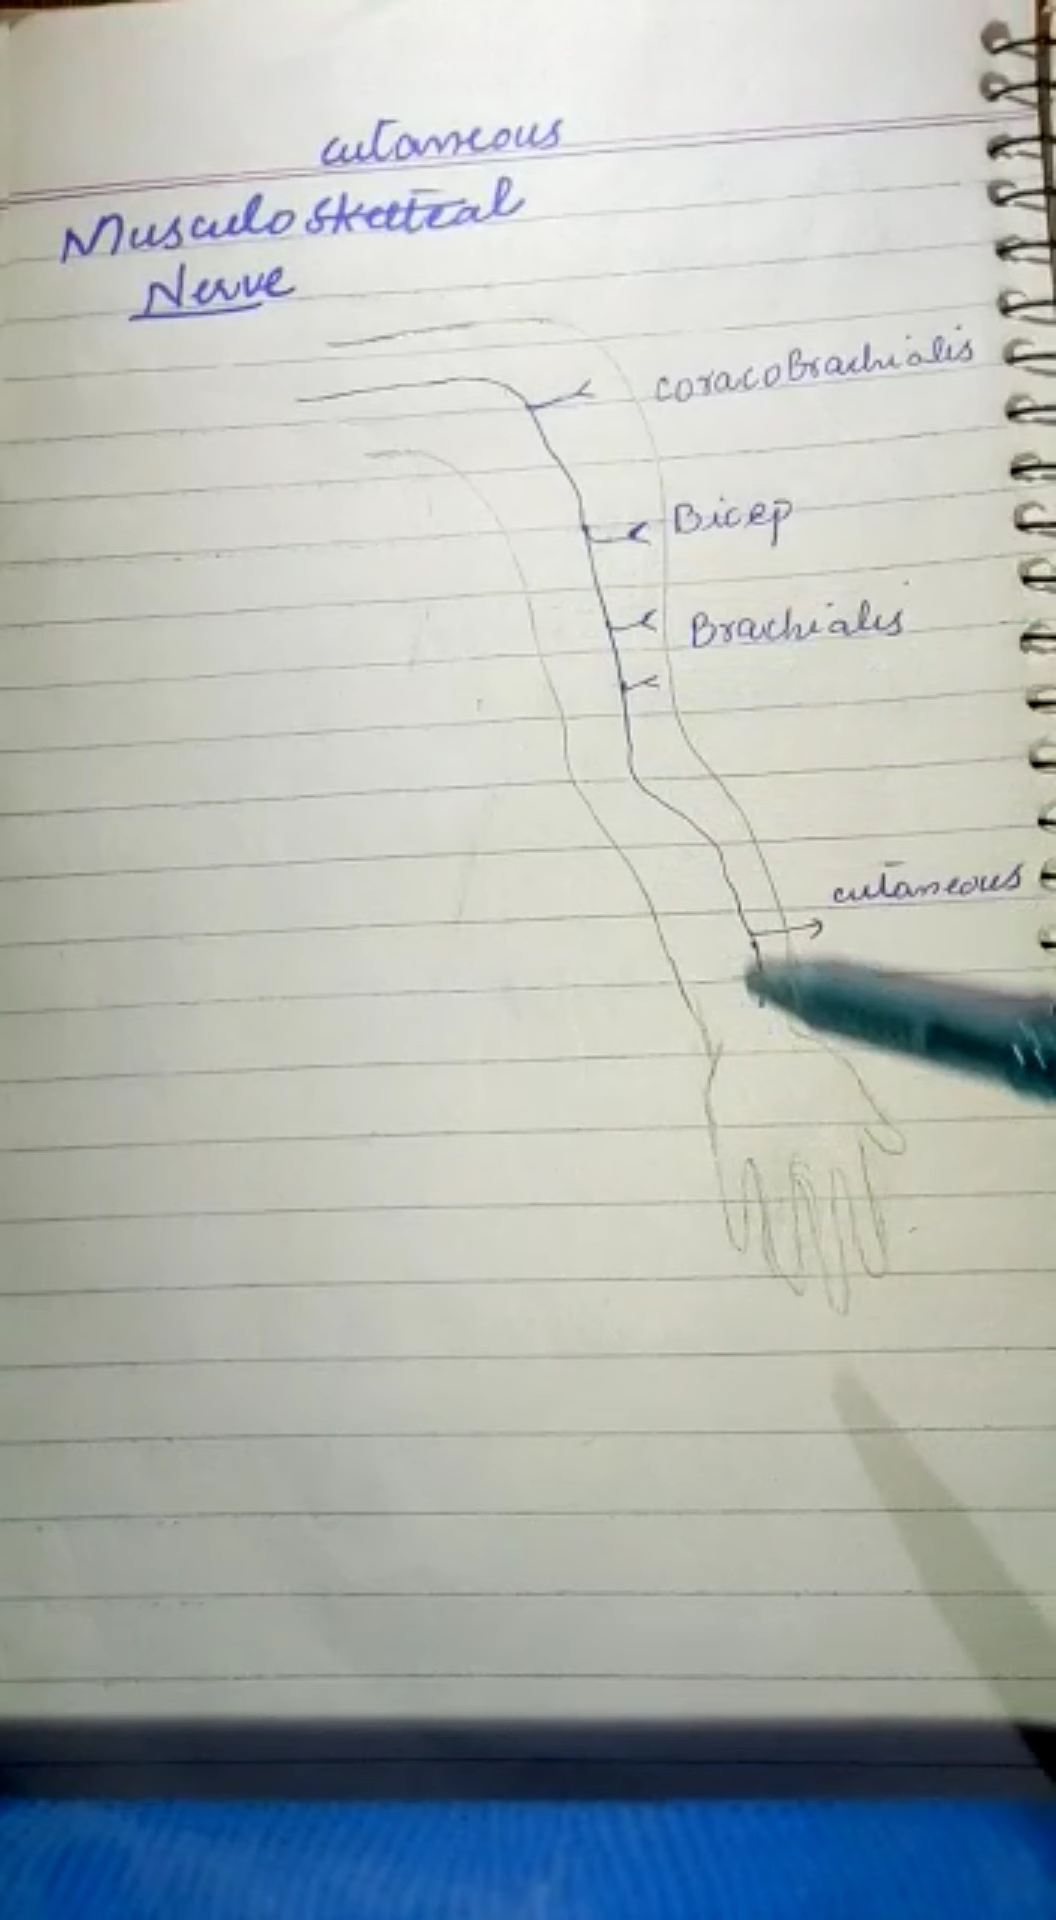 cutaneous
Musculo Skeletal
Nerve
coracoBrachialis
Bicep
Brachialis
cutaneous